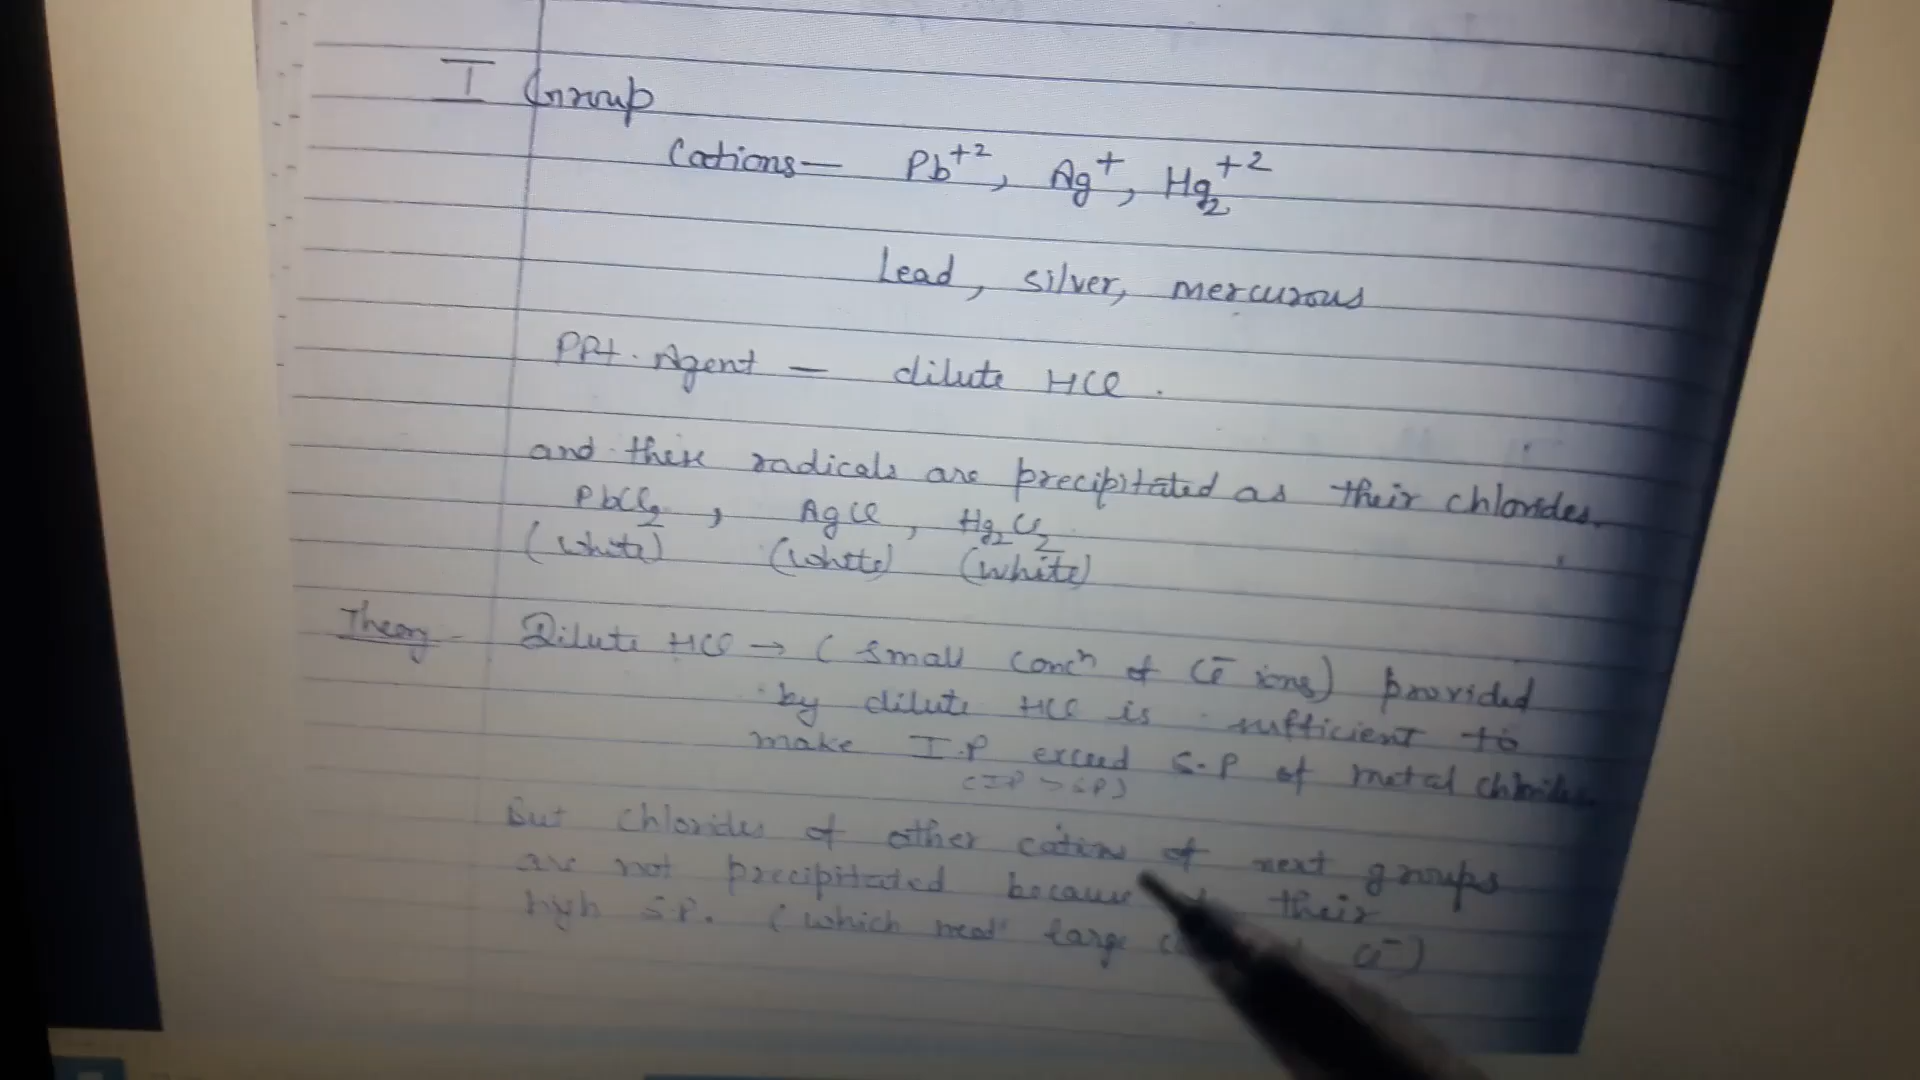 I Group
Cations— Pb+2, Ag+, Hg2+2
Lead, silver, mercurous
PPt. Agent — dilute HCl.
and these radicals are precipitated as their chlorides.
PbCl2, AgCl, Hg2Cl2
(white) (white) (white)
Theory - Dilute HCl → (small concn of Cl- ions) provided
by dilute HCl is sufficient to
make I.P exceed S.P of metal chlorides
(IP > SP)
But chlorides of other cations of next groups
are not precipitated because their
high S.P. (which need large Cl-)